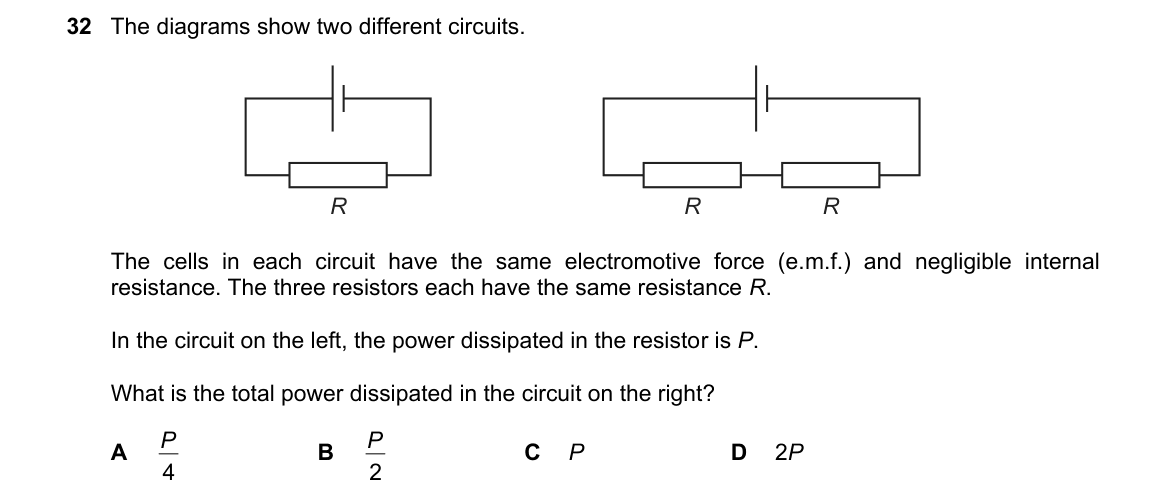 32 The diagrams show two different circuits.
R
R
R
The cells in each circuit have the same electromotive force (e.m.f.) and negligible internal
resistance. The three resistors each have the same resistance R.
In the circuit on the left, the power dissipated in the resistor is P.
What is the total power dissipated in the circuit on the right?
A P/4 B P/2 C P D 2P